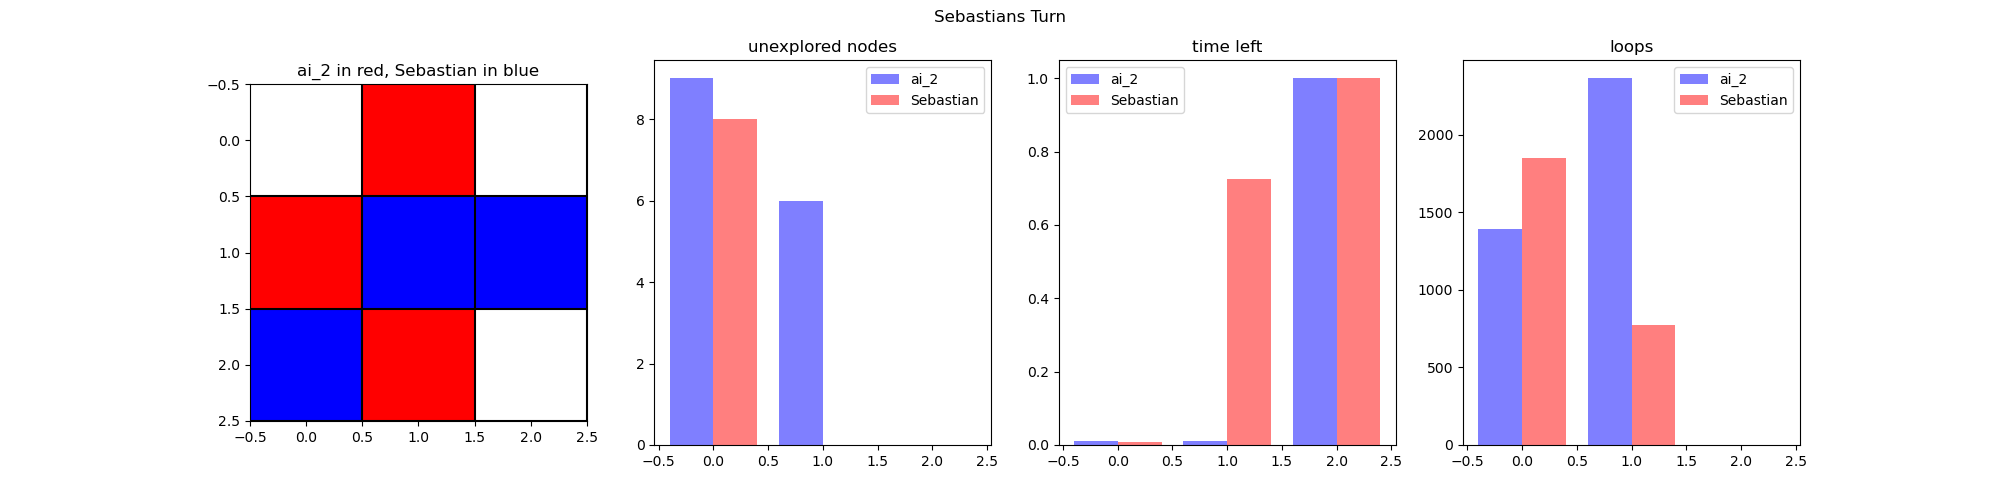 Sebastians Turn
ai_2 in red, Sebastian in blue
−0.5
0.0
0.5
1.0
1.5
2.0
2.5
−0.5 0.0 0.5 1.0 1.5 2.0 2.5
unexplored nodes
ai_2
Sebastian
8
6
4
2
0
−0.5 0.0 0.5 1.0 1.5 2.0 2.5
time left
ai_2
Sebastian
1.0
0.8
0.6
0.4
0.2
0.0
−0.5 0.0 0.5 1.0 1.5 2.0 2.5
loops
ai_2
Sebastian
2000
1500
1000
500
0
−0.5 0.0 0.5 1.0 1.5 2.0 2.5